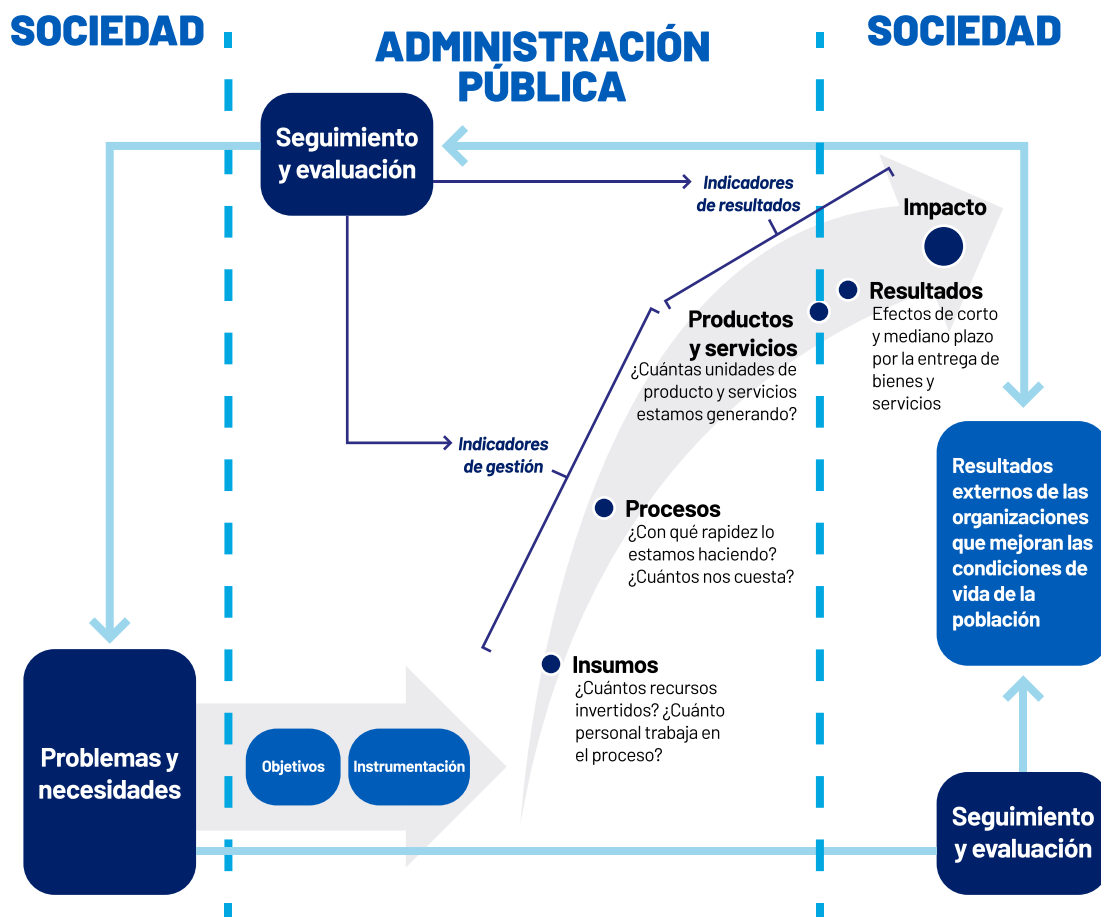 SOCIEDAD
ADMINISTRACIÓN
PÚBLICA
SOCIEDAD
Seguimiento
y evaluación
Indicadores
de resultados
Impacto
Resultados
Efectos de corto
y mediano plazo
por la entrega de
bienes y
servicios
Productos
y servicios
¿Cuántas unidades de
producto y servicios
estamos generando?
Indicadores
de gestión
Procesos
¿Con qué rapidez lo
estamos haciendo?
¿Cuántos nos cuesta?
Resultados
externos de las
organizaciones
que mejoran las
condiciones de
vida de la
población
Insumos
¿Cuántos recursos
invertidos? ¿Cuánto
personal trabaja en
el proceso?
Problemas y
necesidades
Objetivos
Instrumentación
Seguimiento
y evaluación